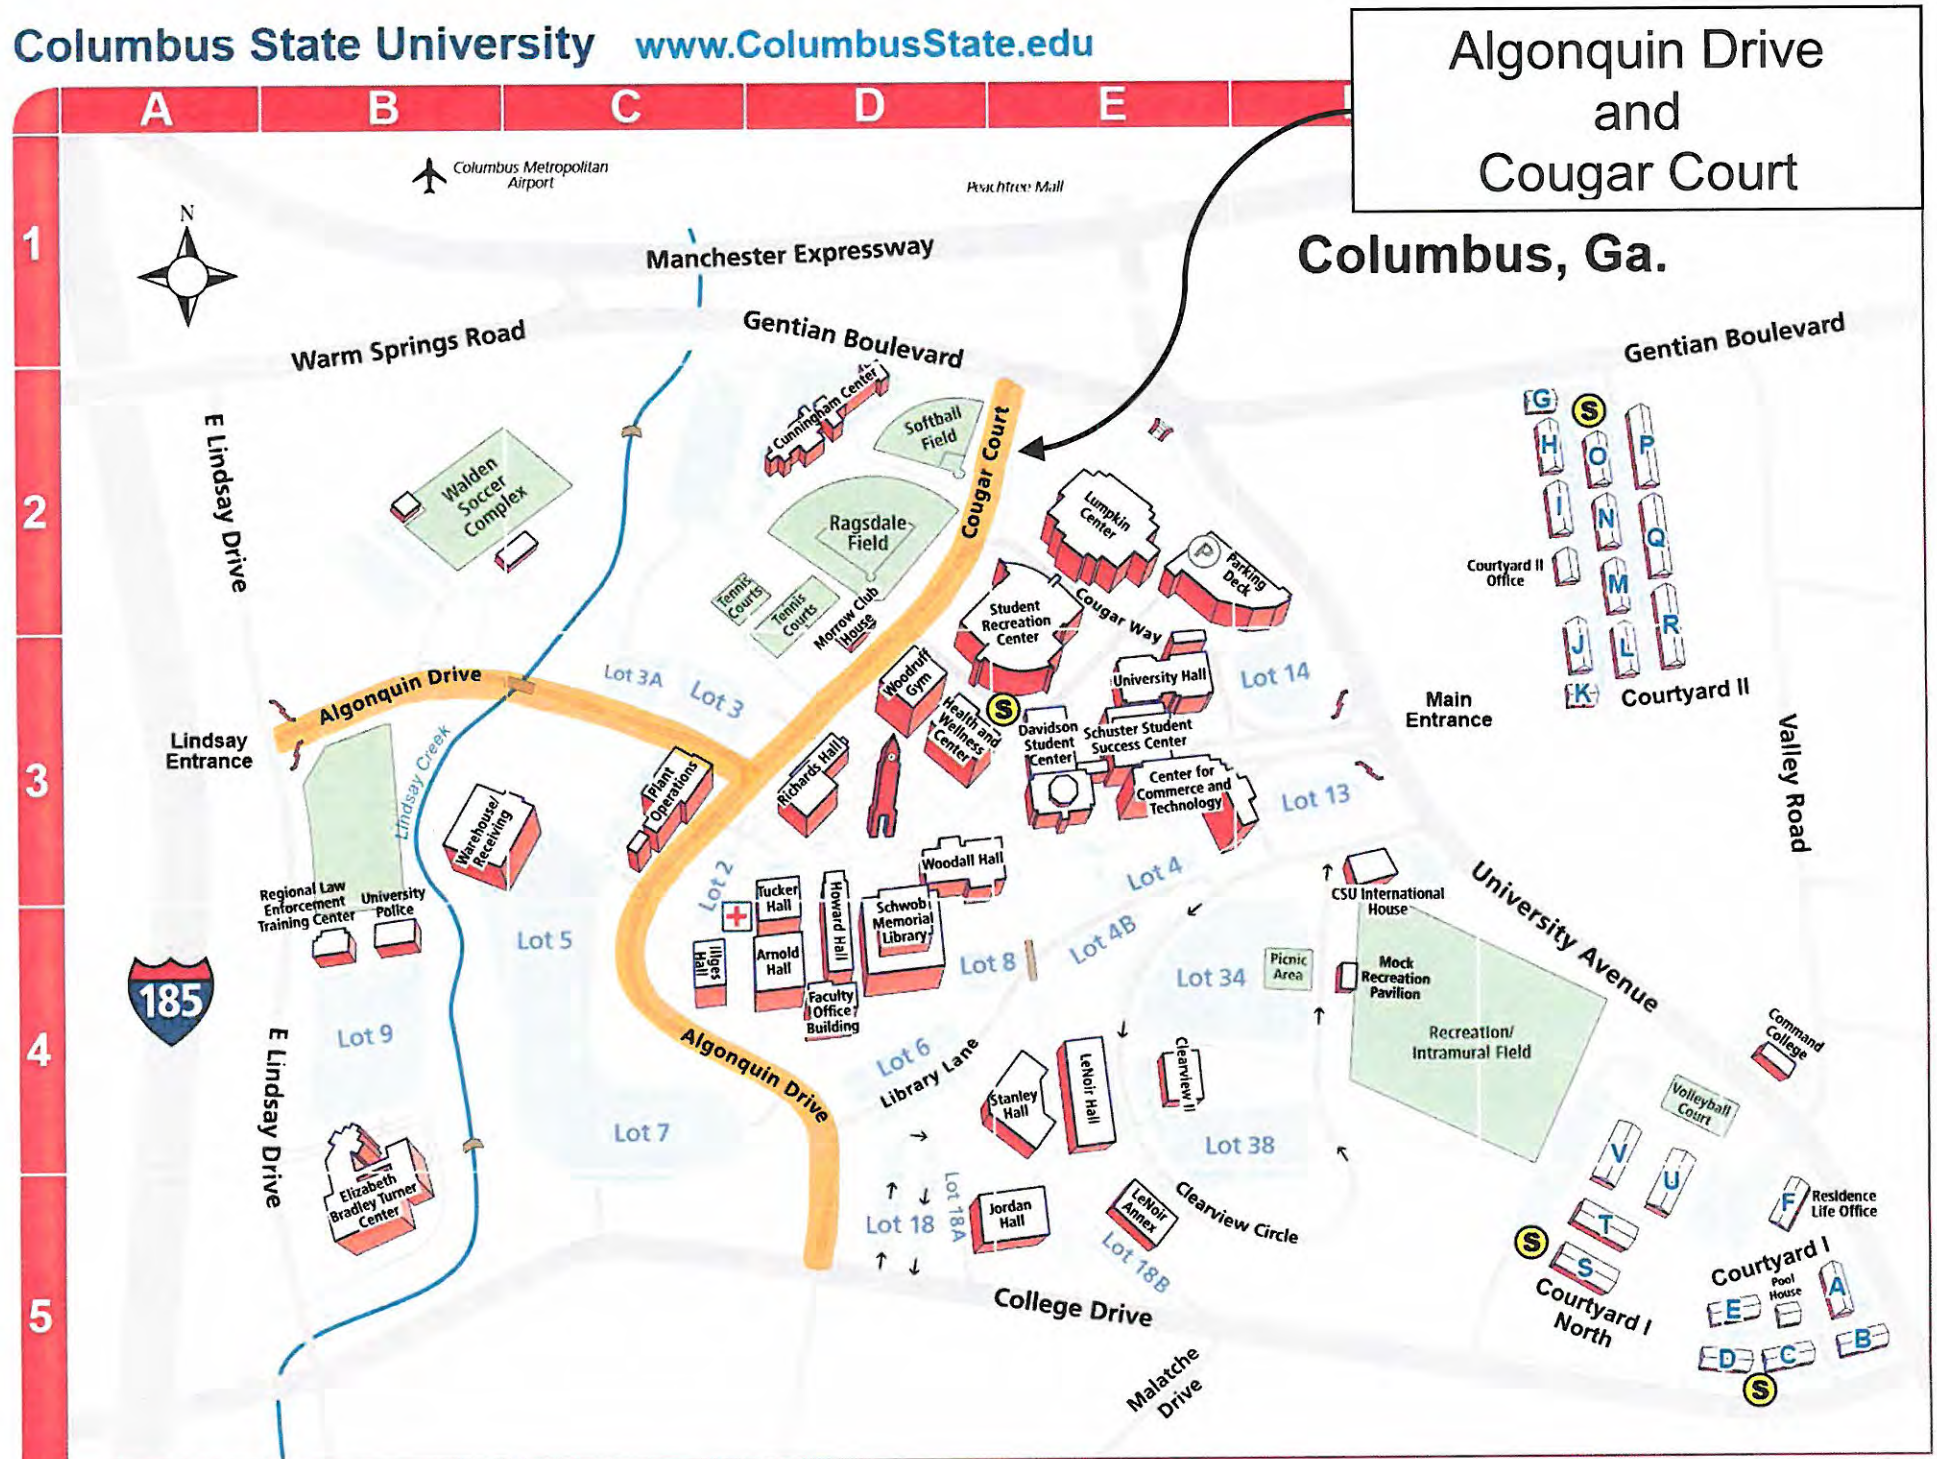 Columbus State University www.ColumbusState.edu
Algonquin Drive
and
Cougar Court
A B C D E
1
2
3
4
5
Columbus Metropolitan
Airport
Peachtree Mall
N
Manchester Expressway
Columbus, Ga.
Warm Springs Road
Gentian Boulevard
Gentian Boulevard
E Lindsay Drive
Cunningham Center
Softball
Field
Cougar Court
Walden
Soccer
Complex
Ragsdale
Field
Lumpkin
Center
P
Parking
Deck
Tennis
Courts
Tennis
Courts
Morrow Club
House
Student
Recreation
Center
Cougar Way
G
S
H
O
P
I
N
Q
Courtyard II
Office
M
J
L
R
K
Courtyard II
Algonquin Drive
Lot 3A
Lot 3
Woodruff
Gym
University Hall
Lot 14
Main
Entrance
Lindsay
Entrance
Lindsay Creek
S
Health and
Wellness
Center
Davidson
Student
Center
Schuster Student
Success Center
Valley Road
Warehouse/
Receiving
Plant
Operations
Richards Hall
Center for
Commerce and
Technology
Lot 13
Lot 2
Woodall Hall
Lot 4
CSU International
House
University Avenue
Regional Law
Enforcement
Training Center
University
Police
Tucker
Hall
Howard Hall
Schwob
Memorial
Library
Lot 5
Illges
Hall
Arnold
Hall
Lot 8
Lot 4B
Lot 34
Picnic
Area
Mock
Recreation
Pavilion
185
Faculty
Office
Building
Lot 9
E Lindsay Drive
Algonquin Drive
Lot 6
Library Lane
Stanley
Hall
LeNoir Hall
Clearview II
Recreation/
Intramural Field
Command
College
Volleyball
Court
Lot 7
Lot 38
V
U
Elizabeth
Bradley Turner
Center
Lot 18
Lot 18A
Jordan
Hall
LeNoir
Annex
Clearview Circle
Lot 18B
T
F
Residence
Life Office
S
S
Courtyard I
North
Courtyard I
Pool
House
A
E
B
D
C
S
College Drive
Malatche
Drive